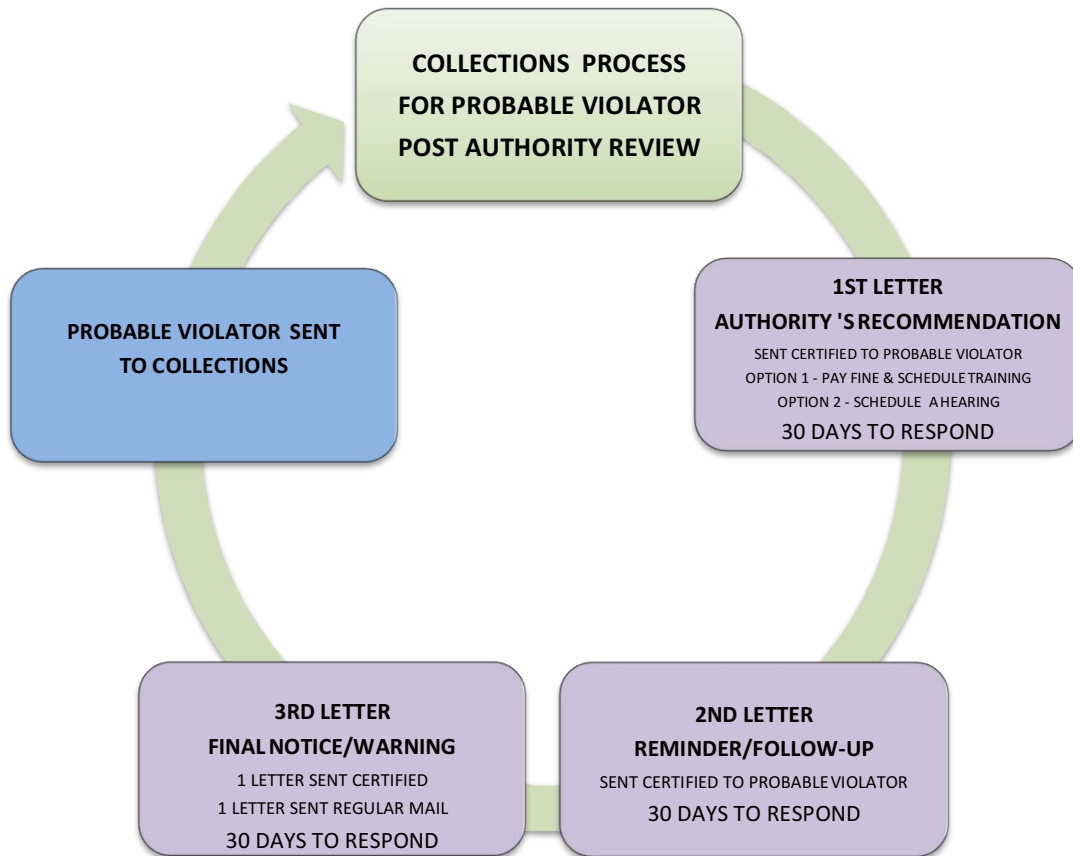 COLLECTIONS PROCESS
FOR PROBABLE VIOLATOR
POST AUTHORITY REVIEW
1ST LETTER
AUTHORITY 'S RECOMMENDATION
SENT CERTIFIED TO PROBABLE VIOLATOR
OPTION 1 - PAY FINE & SCHEDULE TRAINING
OPTION 2 - SCHEDULE A HEARING
30 DAYS TO RESPOND
2ND LETTER
REMINDER/FOLLOW-UP
SENT CERTIFIED TO PROBABLE VIOLATOR
30 DAYS TO RESPOND
3RD LETTER
FINAL NOTICE/WARNING
1 LETTER SENT CERTIFIED
1 LETTER SENT REGULAR MAIL
30 DAYS TO RESPOND
PROBABLE VIOLATOR SENT
TO COLLECTIONS